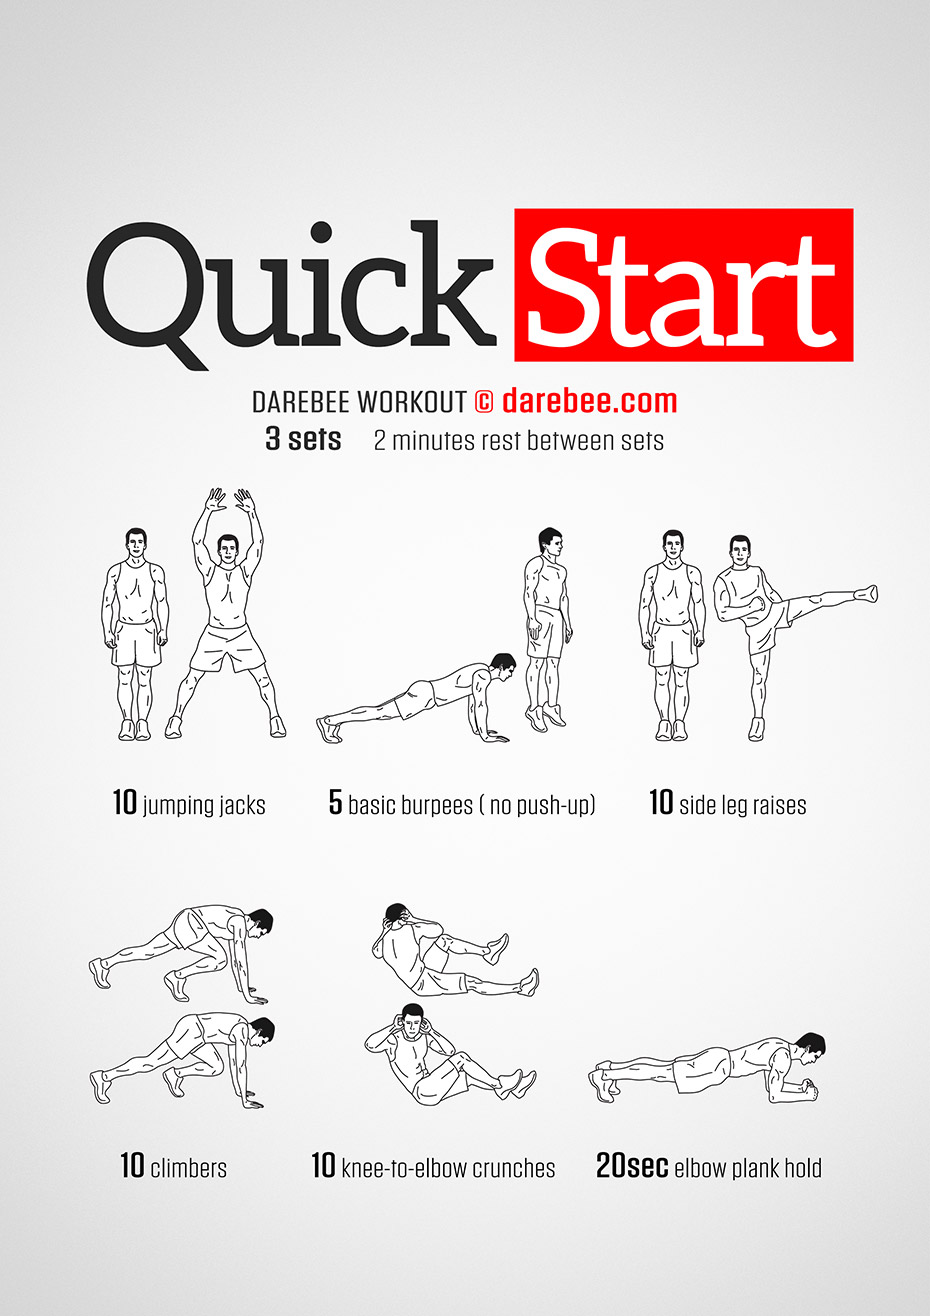 Quick Start
DAREBEE WORKOUT © darebee.com
3 sets 2 minutes rest between sets
10 jumping jacks
5 basic burpees ( no push-up)
10 side leg raises
10 climbers
10 knee-to-elbow crunches
20sec elbow plank hold